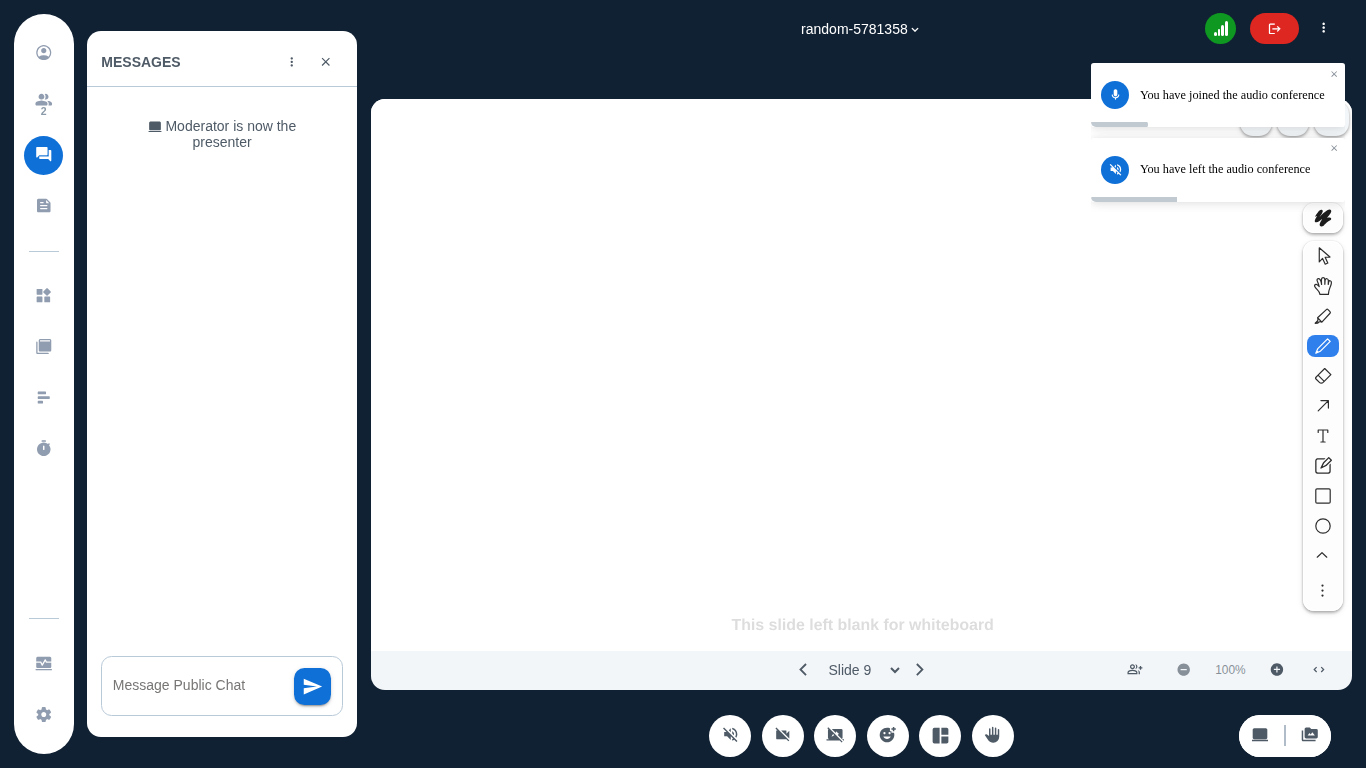 random-5781358
MESSAGES
2
Moderator is now the
presenter
You have joined the audio conference
You have left the audio conference
This slide left blank for whiteboard
Message Public Chat
Slide 9
100%